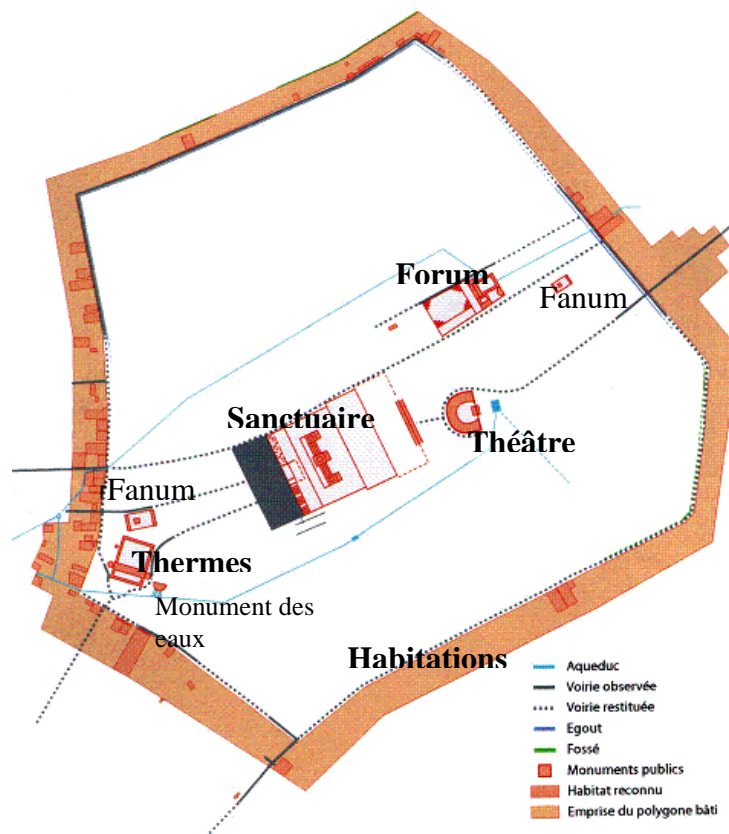 Forum
Fanum
Sanctuaire
Théâtre
Fanum
Thermes
Monument des
eaux
Habitations
Aqueduc
Voirie observée
Voirie restituée
Egout
Fossé
Monuments publics
Habitat reconnu
Emprise du polygone bâti